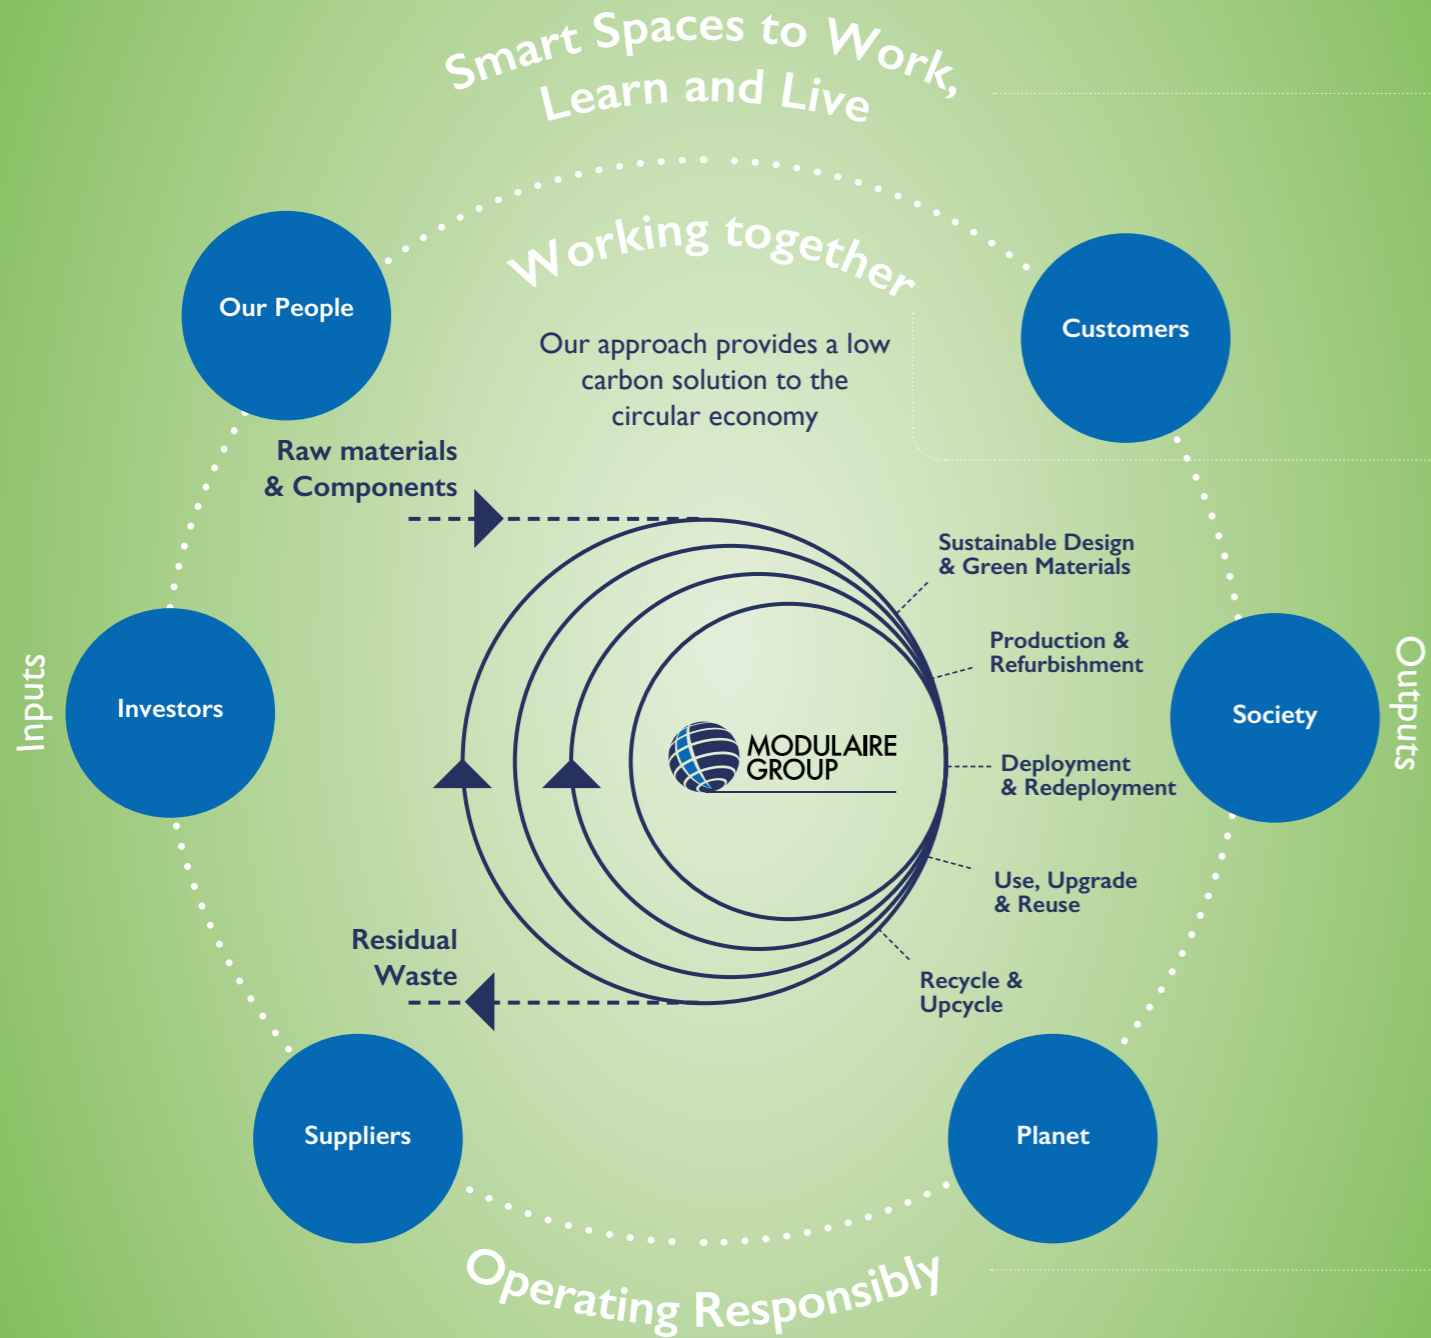 Smart Spaces to Work,
Learn and Live
Working together
Our People
Customers
Our approach provides a low
carbon solution to the
circular economy
Raw materials
& Components
Sustainable Design
& Green Materials
Production &
Refurbishment
Inputs
Investors
MODULAIRE
GROUP
Deployment
& Redeployment
Society
Outputs
Use, Upgrade
& Reuse
Residual
Waste
Recycle &
Upcycle
Suppliers
Planet
Operating Responsibly